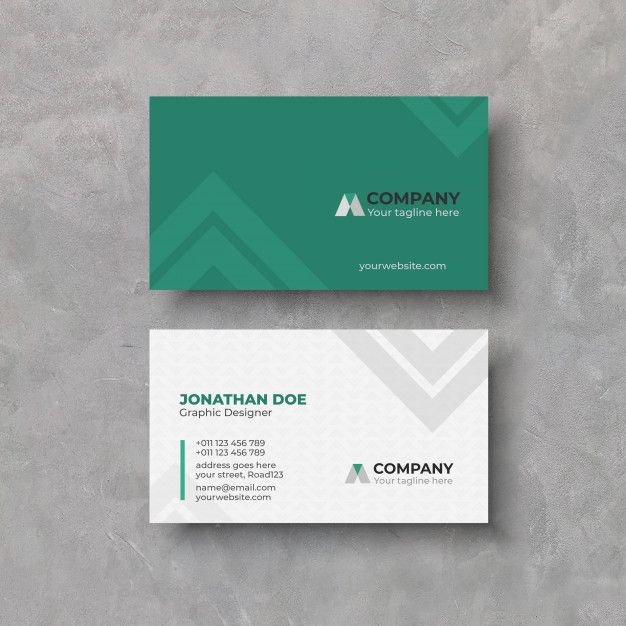 COMPANY
Your tagline here
yourwebsite.com
JONATHAN DOE
Graphic Designer
+011 123 456 789
+011 123 456 789
address goes here
your street, Road123
name@email.com
yourwebsite.com
COMPANY
Your tagline here